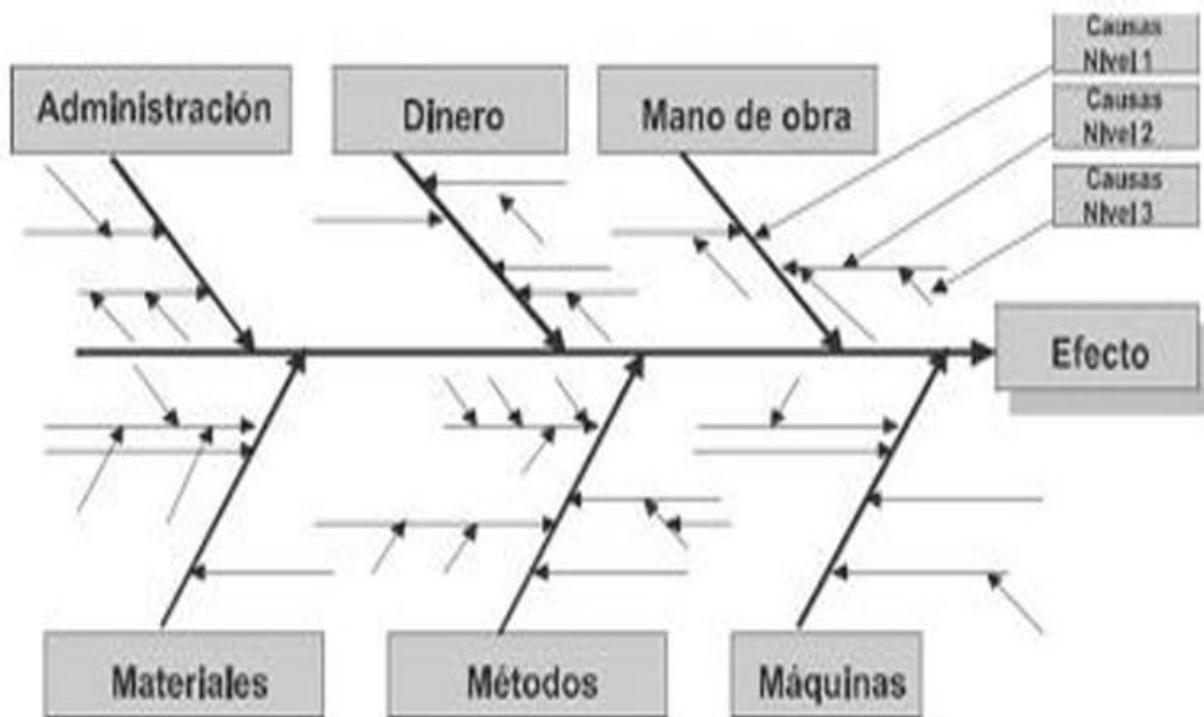 Administración
Dinero
Mano de obra
Causas
Nivel 1
Causas
Nivel 2
Causas
Nivel 3
Efecto
Materiales
Métodos
Máquinas